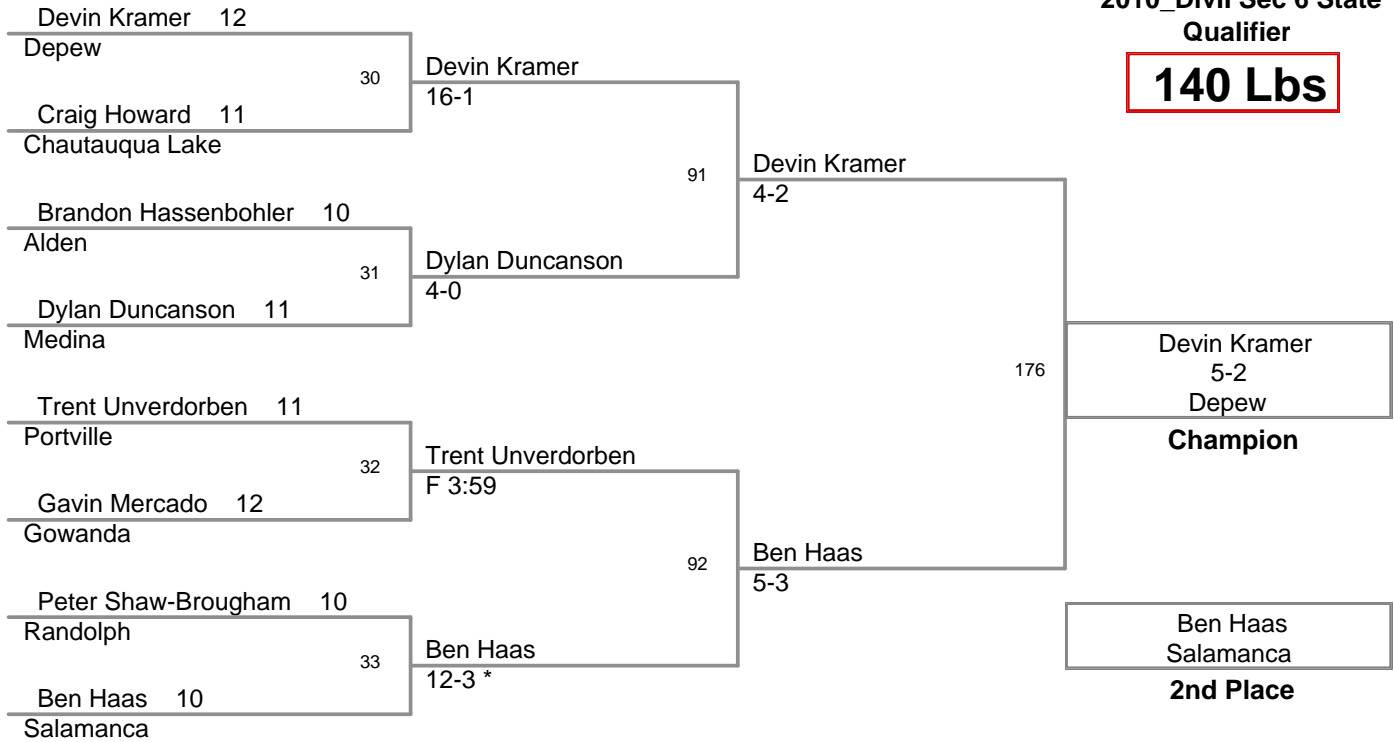 2010_DivII Sec 6 State
Qualifier
140 Lbs
Devin Kramer 12
Depew
30
Craig Howard 11
Chautauqua Lake
Devin Kramer
16-1
Brandon Hassenbohler 10
Alden
31
Dylan Duncanson 11
Medina
Dylan Duncanson
4-0
91
Devin Kramer
4-2
Trent Unverdorben 11
Portville
32
Gavin Mercado 12
Gowanda
Trent Unverdorben
F 3:59
Peter Shaw-Brougham 10
Randolph
33
Ben Haas 10
Salamanca
Ben Haas
12-3 *
92
Ben Haas
5-3
176
Devin Kramer
5-2
Depew
Champion
Ben Haas
Salamanca
2nd Place